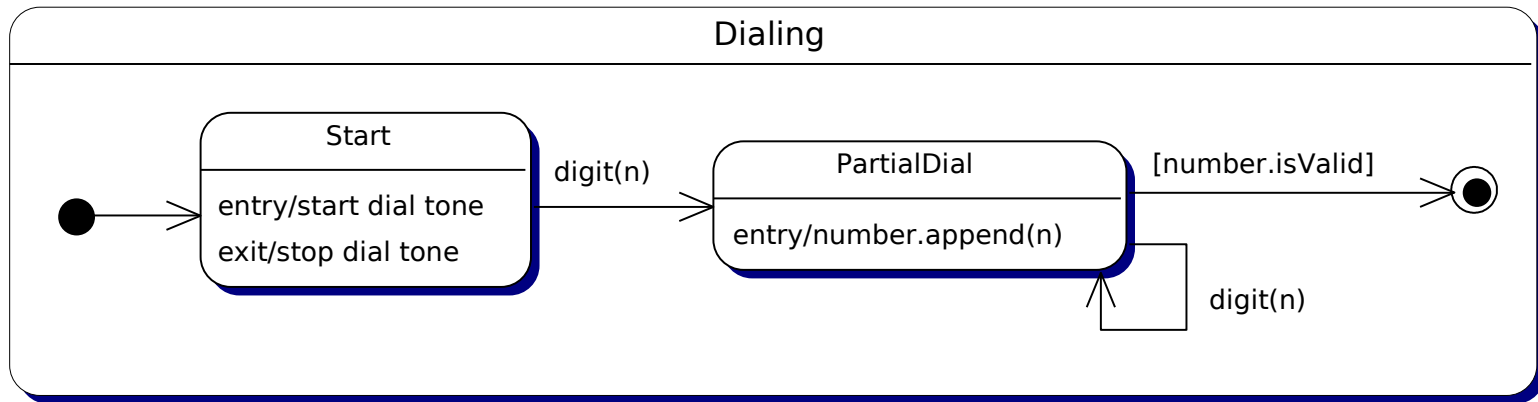 Dialing
Start
entry/start dial tone
exit/stop dial tone
digit(n)
PartialDial
entry/number.append(n)
[number.isValid]
digit(n)